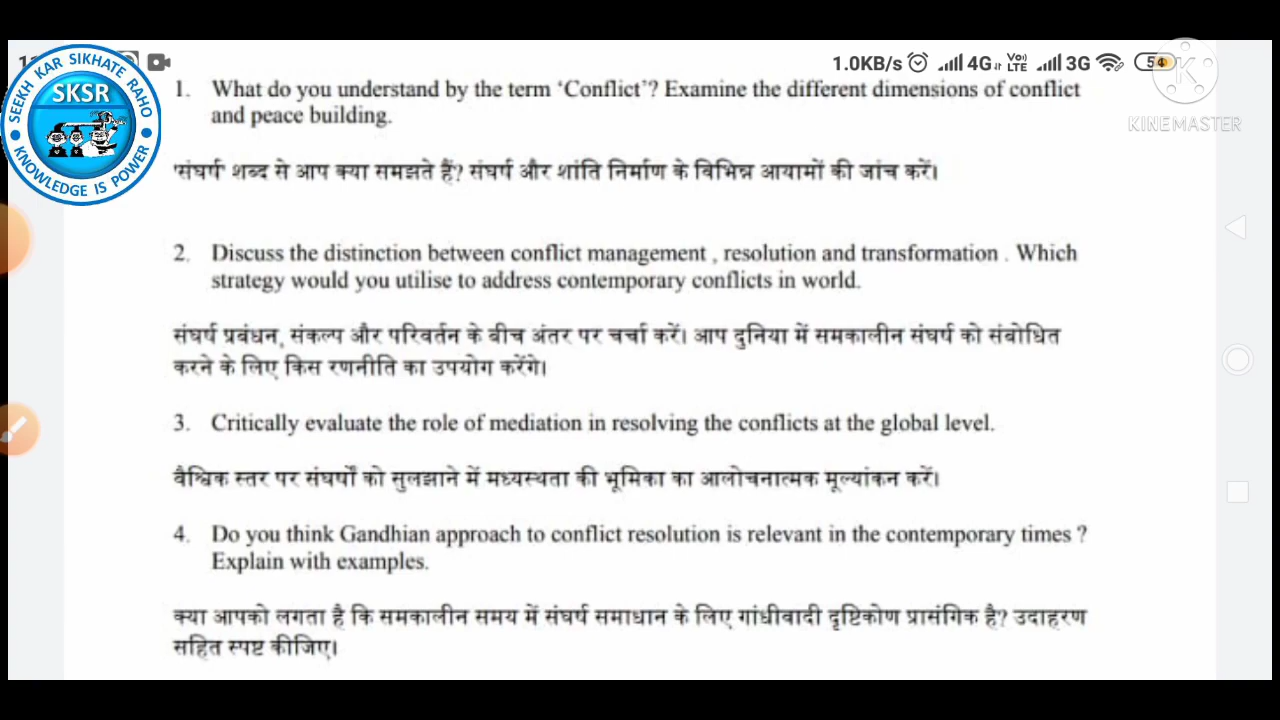 1.0KB/s 4G VoLTE 3G
SEEKH KAR SIKHATE RAHO
SKSR
KNOWLEDGE IS POWER
K
KINEMASTER
1. What do you understand by the term ‘Conflict’? Examine the different dimensions of conflict
and peace building.
'संघर्ष' शब्द से आप क्या समझते हैं? संघर्ष और शांति निर्माण के विभिन्न आयामों की जांच करें।
2. Discuss the distinction between conflict management , resolution and transformation . Which
strategy would you utilise to address contemporary conflicts in world.
संघर्ष प्रबंधन, संकल्प और परिवर्तन के बीच अंतर पर चर्चा करें। आप दुनिया में समकालीन संघर्ष को संबोधित
करने के लिए किस रणनीति का उपयोग करेंगे।
3. Critically evaluate the role of mediation in resolving the conflicts at the global level.
वैश्विक स्तर पर संघर्षों को सुलझाने में मध्यस्थता की भूमिका का आलोचनात्मक मूल्यांकन करें।
4. Do you think Gandhian approach to conflict resolution is relevant in the contemporary times ?
Explain with examples.
क्या आपको लगता है कि समकालीन समय में संघर्ष समाधान के लिए गांधीवादी दृष्टिकोण प्रासंगिक है? उदाहरण
सहित स्पष्ट कीजिए।